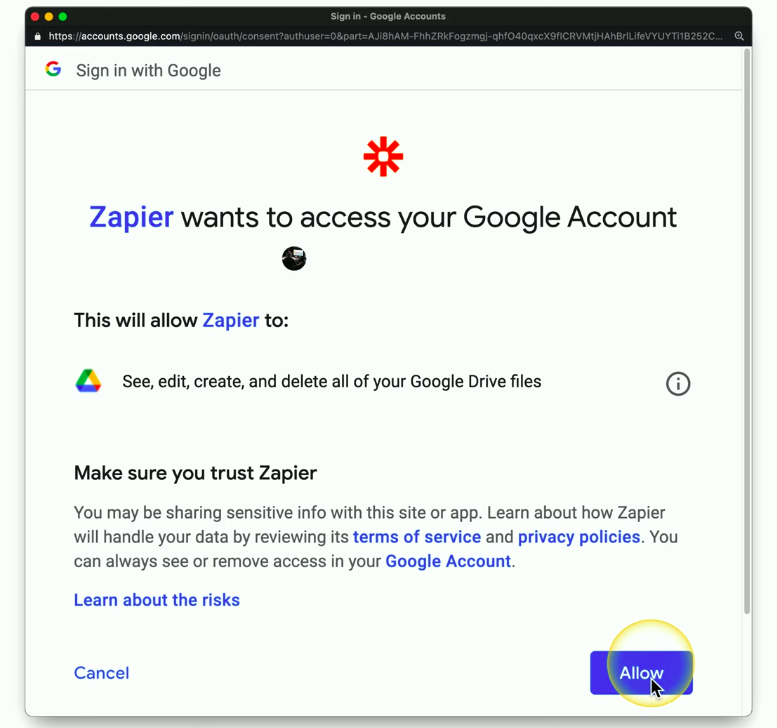 Sign in - Google Accounts
https://accounts.google.com/signin/oauth/consent?authuser=0&part=AJi8hAM-FhhZRkFogzmgj-qhfO40qxcX9flCRVMtjHAhBrlLifeVYUYTi1B252C...
Sign in with Google
Zapier wants to access your Google Account
This will allow Zapier to:
See, edit, create, and delete all of your Google Drive files
Make sure you trust Zapier
You may be sharing sensitive info with this site or app. Learn about how Zapier
will handle your data by reviewing its terms of service and privacy policies. You
can always see or remove access in your Google Account.
Learn about the risks
Cancel
Allow